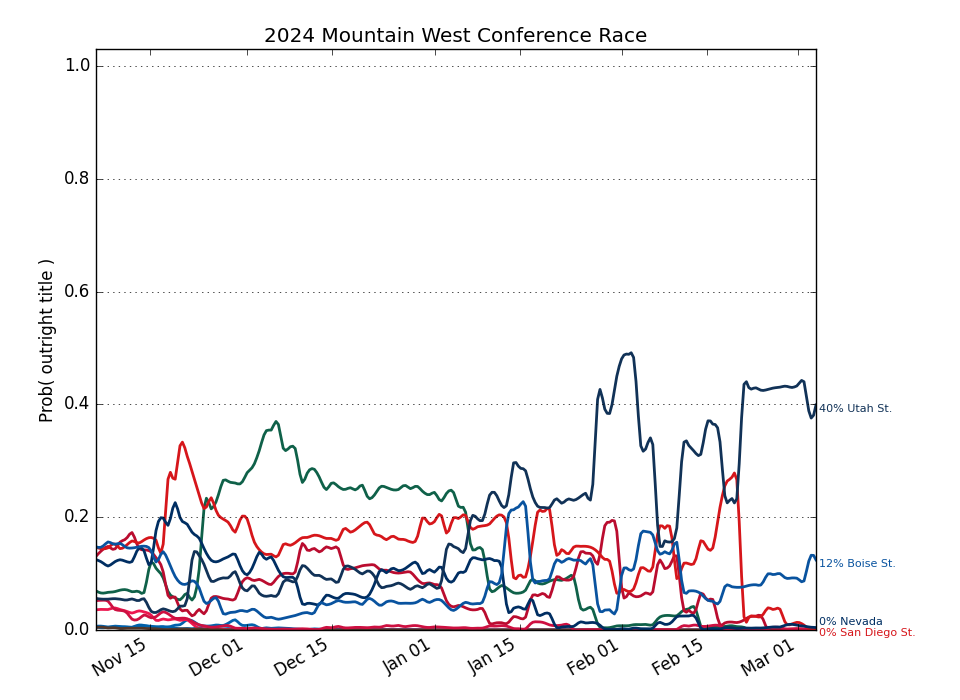 2024 Mountain West Conference Race
Prob( outright title )
1.0
0.8
0.6
0.4
0.2
0.0
40% Utah St.
12% Boise St.
0% Nevada
0% San Diego St.
Nov 15
Dec 01
Dec 15
Jan 01
Jan 15
Feb 01
Feb 15
Mar 01